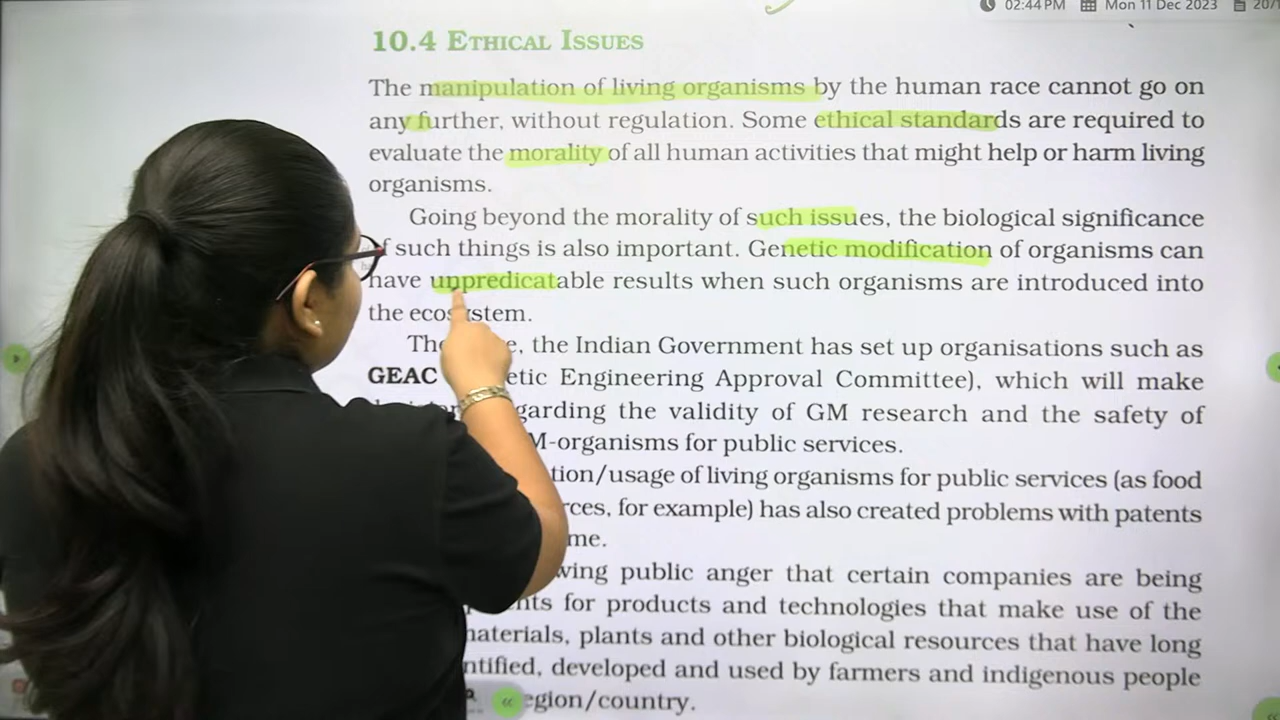 02:44 PM Mon 11 Dec 2023
10.4 ETHICAL ISSUES
The manipulation of living organisms by the human race cannot go on
any further, without regulation. Some ethical standards are required to
evaluate the morality of all human activities that might help or harm living
organisms.
Going beyond the morality of such issues, the biological significance
such things is also important. Genetic modification of organisms can
have unpredicatable results when such organisms are introduced into
the
, the Indian Government has set up organisations such as
GEAC Engineering Approval Committee), which will make
the validity of GM research and the safety of
M-organisms for public services.
tion/usage of living organisms for public services (as food
rces, for example) has also created problems with patents
me.
wing public anger that certain companies are being
nts for products and technologies that make use of the
naterials, plants and other biological resources that have long
ntified, developed and used by farmers and indigenous people
egion/country.